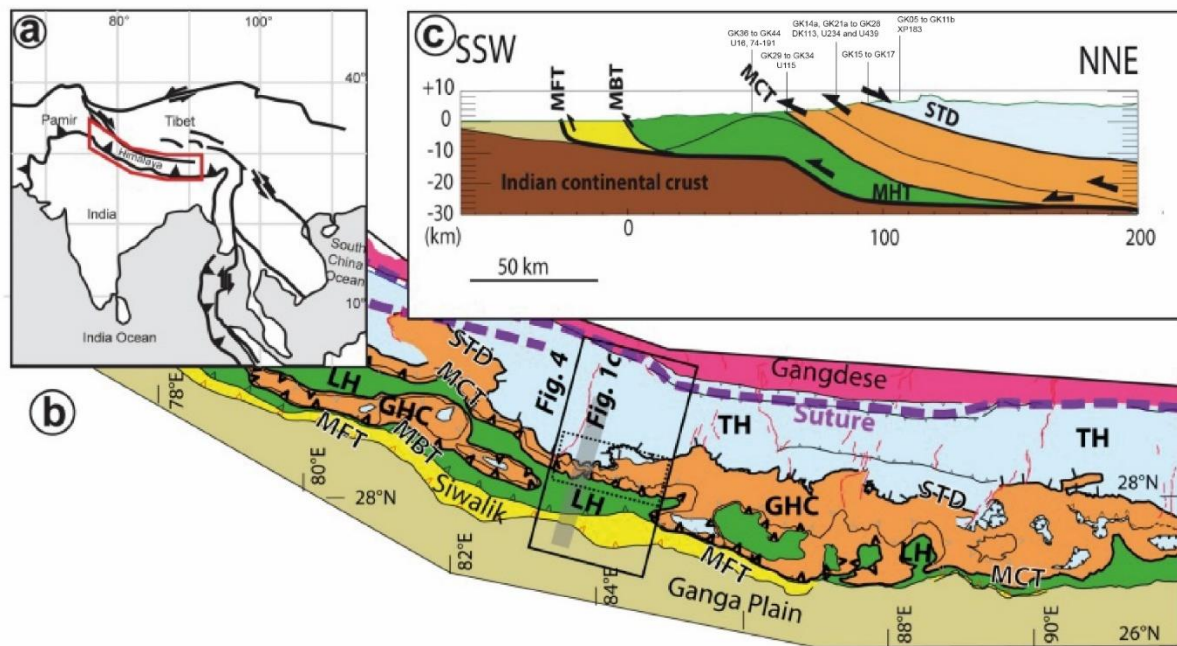 a
80°
100°
40°
Pamir
Tibet
Himalaya
India
South
China
Ocean
10°
India Ocean
c
SSW
NNE
GK36 to GK44
U16, 74-191
GK29 to GK34
U115
GK14a, GK21a to GK28
DK113, U234 and U439
GK15 to GK17
GK05 to GK11b
XP183
MFT
MBT
MCT
STD
+10
0
-10
-20
-30
(km)
Indian continental crust
MHT
0
100
200
50 km
b
STD
MCT
LH
GHC
MBT
MFT
Siwalik
Fig. 4
Fig. 1c
LH
Gangdese
Suture
TH
TH
GHC
STD
LH
MCT
MFT
Ganga Plain
78°E
80°E
28°N
82°E
84°E
88°E
90°E
28°N
26°N